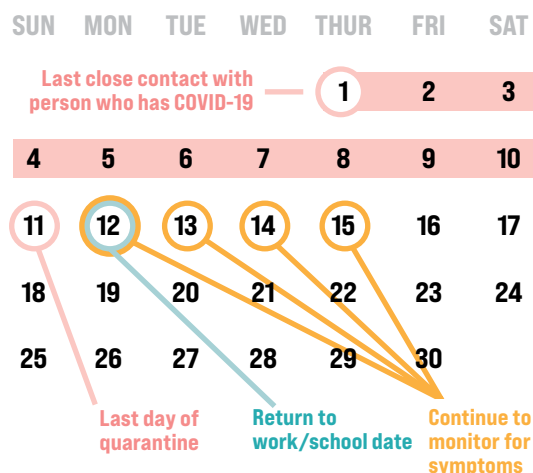 SUN MON TUE WED THUR FRI SAT
Last close contact with
person who has COVID-19
1 2 3
4 5 6 7 8 9 10
11 12 13 14 15 16 17
18 19 20 21 22 23 24
25 26 27 28 29 30
Last day of
quarantine
Return to
work/school date
Continue to
monitor for
symptoms